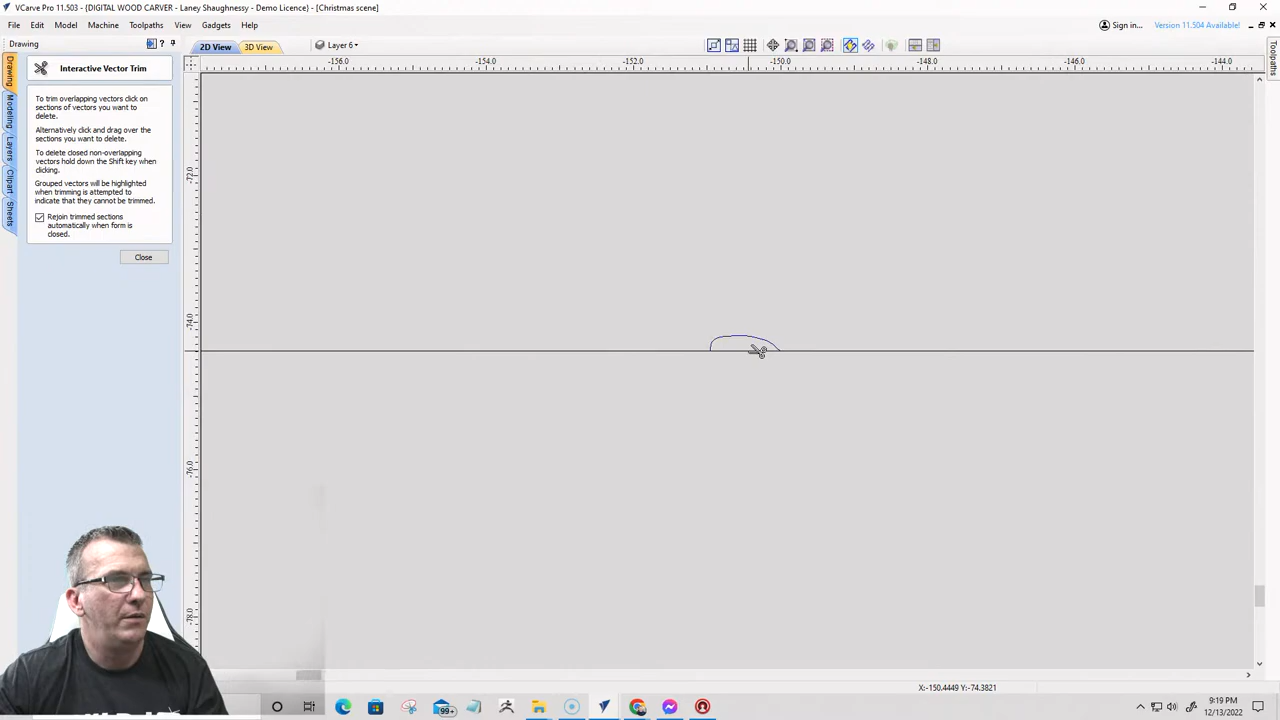 VCarve Pro 11.503 - {DIGITAL WOOD CARVER - Laney Shaughnessy - Demo Licence} - [Christmas scene]
File Edit Model Machine Toolpaths View Gadgets Help
Sign in... Version 11.504 Available!
Drawing ?
2D View 3D View Layer 6
Interactive Vector Trim
To trim overlapping vectors click on
sections of vectors you want to
delete.
Alternatively click and drag over the
sections you want to delete.
To delete closed non-overlapping
vectors hold down the Shift key when
clicking.
Grouped vectors will be highlighted
when trimming is attempted to
indicate that they cannot be trimmed.
Rejoin trimmed sections
automatically when form is
closed.
Close
Drawing
Modeling
Layers
Clipart
Sheets
Toolpaths
-156.0 -154.0 -152.0 -150.0 -148.0 -146.0 -144.0
-72.0
-74.0
-76.0
-78.0
X:-150.4449 Y:-74.3821
99+
9:19 PM
12/13/2022